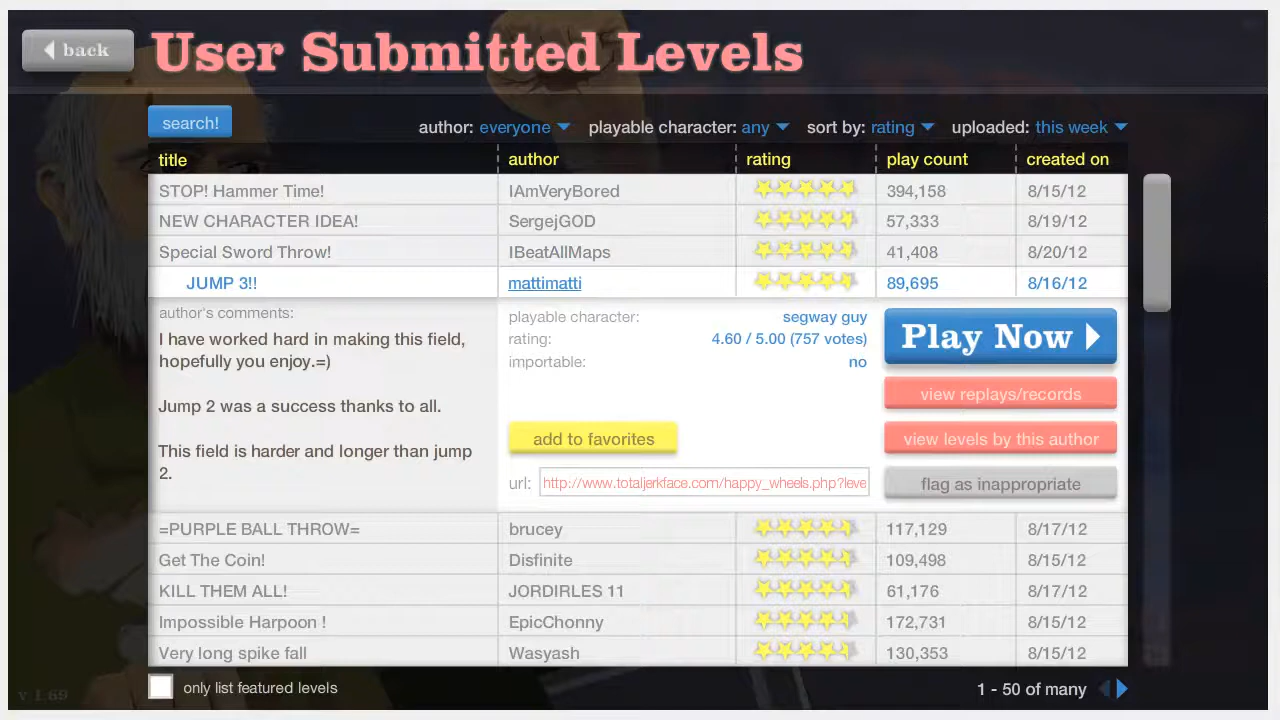 back
User Submitted Levels
search!
author: everyone playable character: any sort by: rating uploaded: this week
title author rating play count created on
STOP! Hammer Time! IAmVeryBored 394,158 8/15/12
NEW CHARACTER IDEA! SergejGOD 57,333 8/19/12
Special Sword Throw! IBeatAllMaps 41,408 8/20/12
JUMP 3!! mattimatti 89,695 8/16/12
author's comments:
I have worked hard in making this field,
hopefully you enjoy.=)
Jump 2 was a success thanks to all.
This field is harder and longer than jump
2.
playable character: segway guy
rating: 4.60 / 5.00 (757 votes)
importable: no
add to favorites
url: http://www.totaljerkface.com/happy_wheels.php?leve
Play Now
view replays/records
view levels by this author
flag as inappropriate
=PURPLE BALL THROW= brucey 117,129 8/17/12
Get The Coin! Disfinite 109,498 8/15/12
KILL THEM ALL! JORDIRLES 11 61,176 8/17/12
Impossible Harpoon ! EpicChonny 172,731 8/15/12
Very long spike fall Wasyash 130,353 8/15/12
only list featured levels
1 - 50 of many
v 1.69